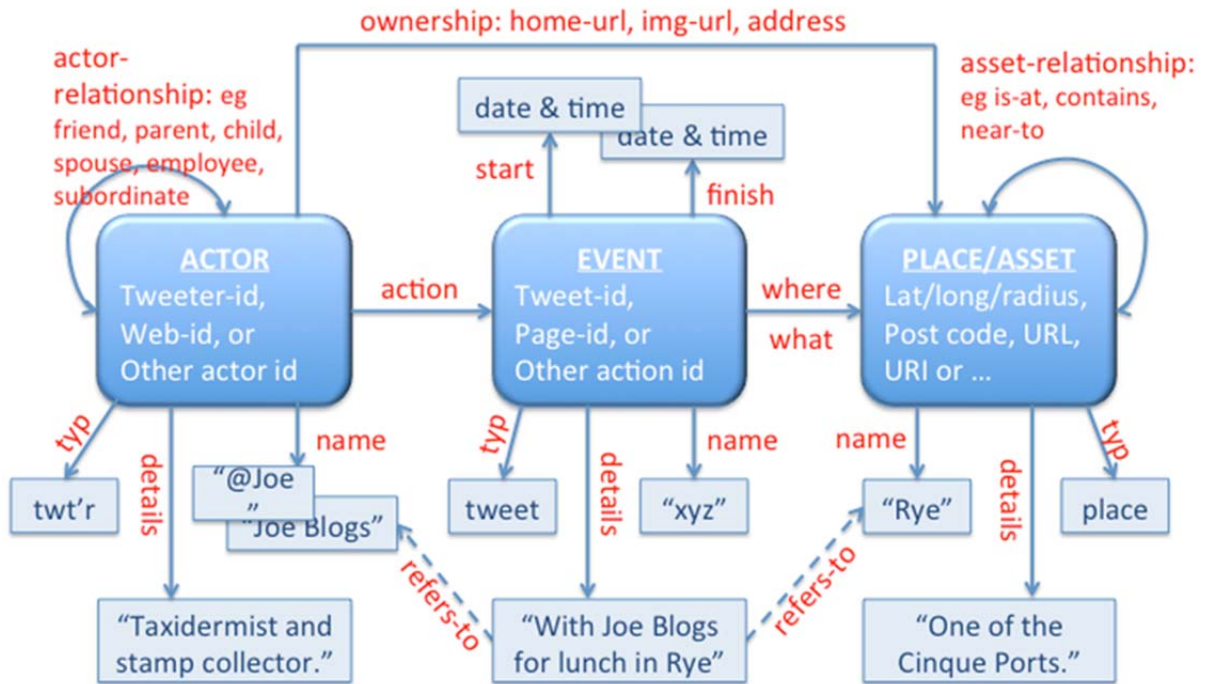 ownership: home-url, img-url, address
actor-
relationship: eg
friend, parent, child,
spouse, employee,
subordinate
date & time
date & time
start
finish
asset-relationship:
eg is-at, contains,
near-to
ACTOR
Tweeter-id,
Web-id, or
Other actor id
action
EVENT
Tweet-id,
Page-id, or
Other action id
where
what
PLACE/ASSET
Lat/long/radius,
Post code, URL,
URI or ...
typ
details
name
typ
details
name
name
details
typ
twt'r
"@Joe
"
"Joe Blogs"
tweet
"xyz"
"Rye"
place
refers-to
refers-to
"Taxidermist and
stamp collector."
"With Joe Blogs
for lunch in Rye"
"One of the
Cinque Ports."